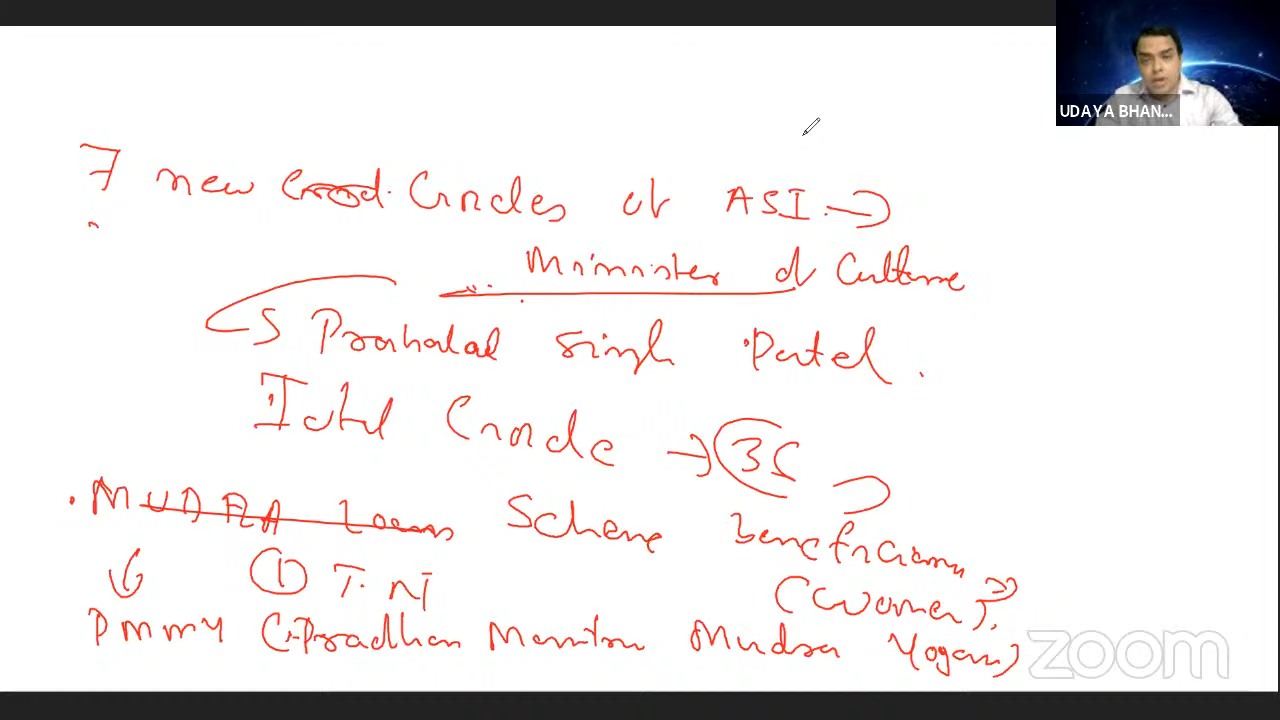 UDAYA BHAN...
7 new Circles of ASI →
Minister of Culture
Prahalad Singh Patel.
Total Circle → 35
• MUDRA Loans Scheme Beneficiaries
① T.N (Women).
PMMY (Pradhan Mantri Mudra Yojana)
zoom